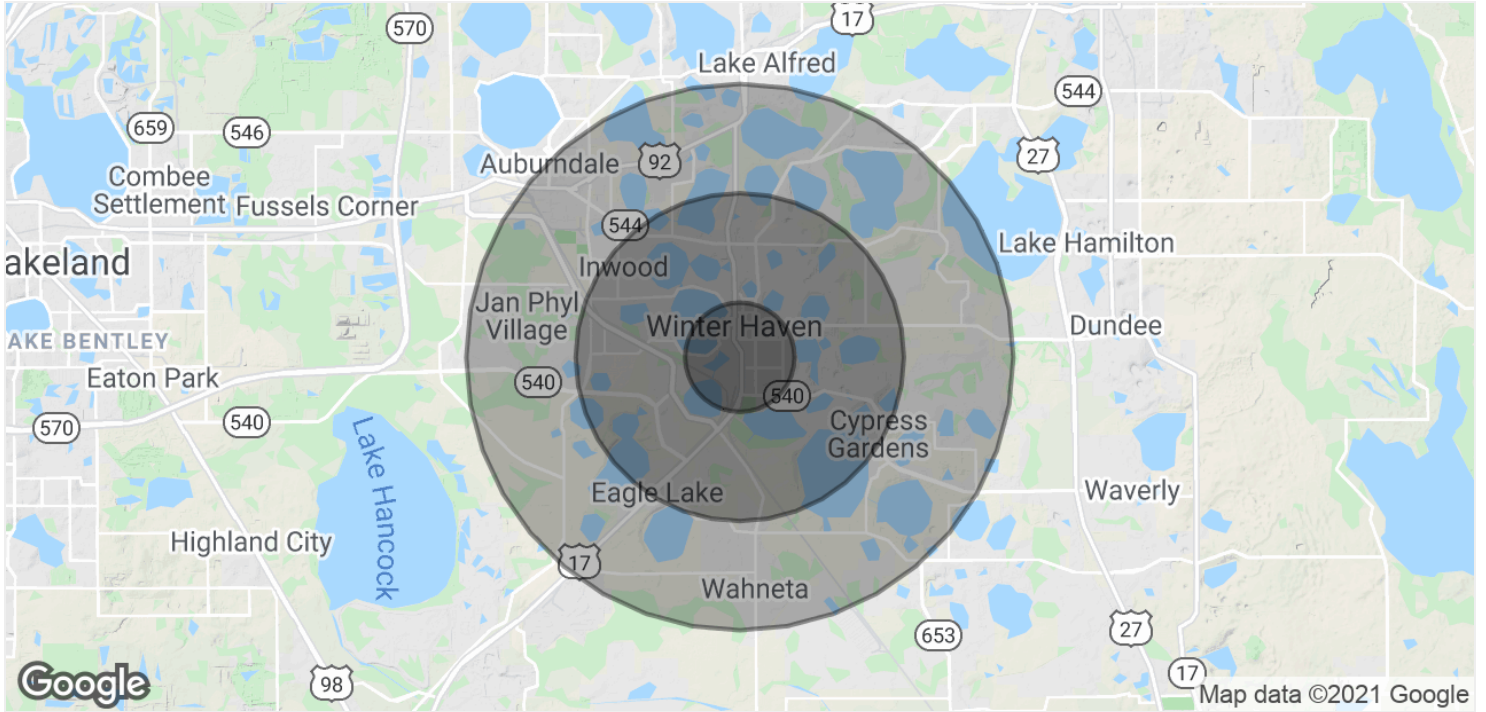 17
570
Lake Alfred
544
659
546
27
Auburndale
92
Combee
Settlement
Fussels Corner
544
Lake Hamilton
akeland
Inwood
Jan Phyl
Village
Winter Haven
Dundee
AKE BENTLEY
Eaton Park
540
540
570
540
Cypress
Gardens
Lake Hancock
Eagle Lake
Waverly
Highland City
17
Wahneta
653
27
98
17
Google
Map data ©2021 Google